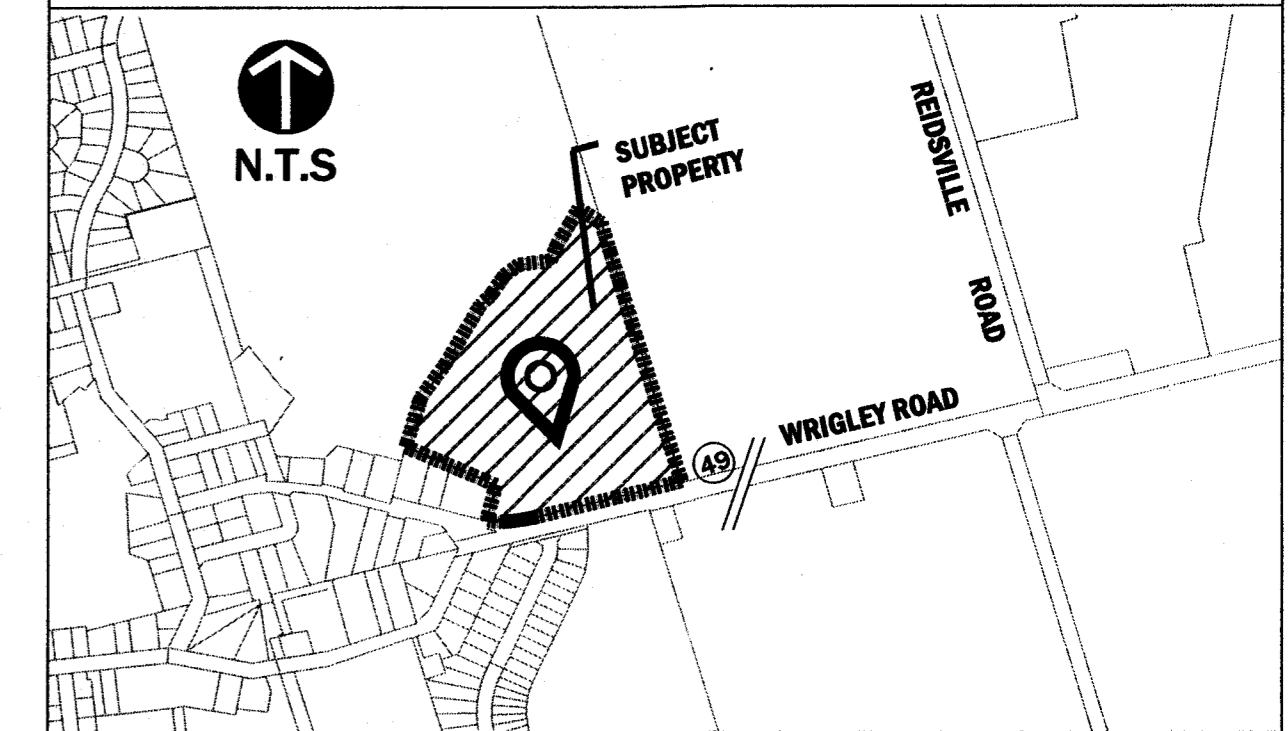 N.T.S
SUBJECT
PROPERTY
REIDSVILLE
ROAD
WRIGLEY ROAD
49